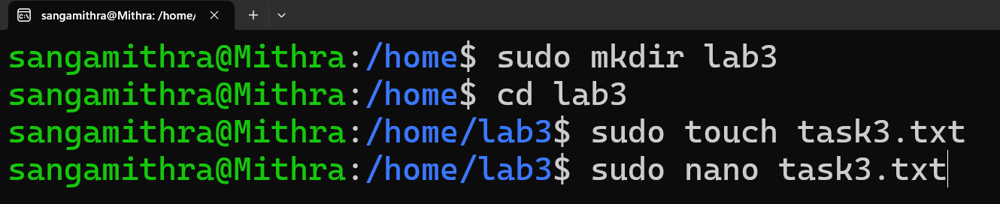 sangamithra@Mithra: /home/
sangamithra@Mithra:/home$ sudo mkdir lab3
sangamithra@Mithra:/home$ cd lab3
sangamithra@Mithra:/home/lab3$ sudo touch task3.txt
sangamithra@Mithra:/home/lab3$ sudo nano task3.txt